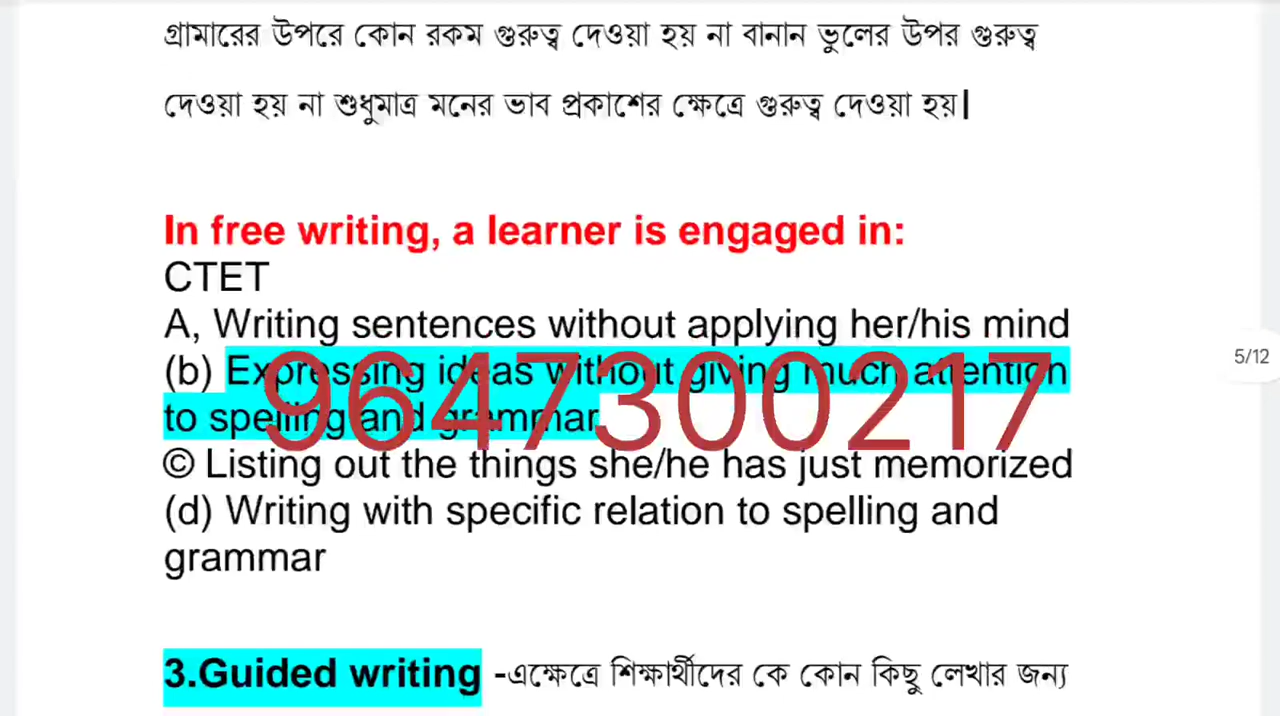 গ্রামারের উপরে কোন রকম গুরুত্ব দেওয়া হয় না বানান ভুলের উপর গুরুত্ব
দেওয়া হয় না শুধুমাত্র মনের ভাব প্রকাশের ক্ষেত্রে গুরুত্ব দেওয়া হয়|
In free writing, a learner is engaged in:
CTET
A, Writing sentences without applying her/his mind
(b) Expressing ideas without giving much attention
to spelling and grammar
9647300217
© Listing out the things she/he has just memorized
(d) Writing with specific relation to spelling and
grammar
5/12
3.Guided writing -এক্ষেত্রে শিক্ষার্থীদের কে কোন কিছু লেখার জন্য